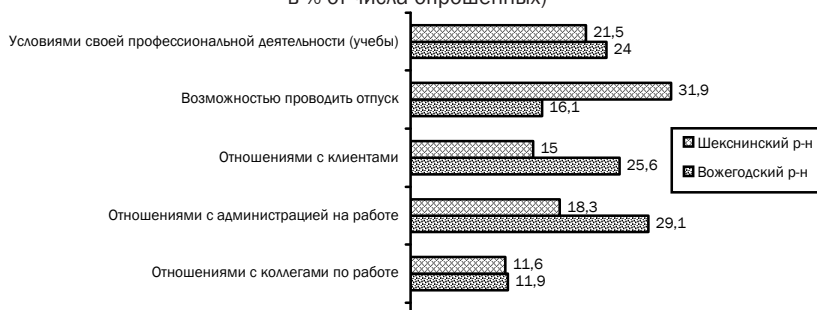 в % от числа опрошенных)
Условиями своей профессиональной деятельности (учебы)
21,5
24
Возможностью проводить отпуск
31,9
16,1
Отношениями с клиентами
15
25,6
Шекснинский р-н
Вожегодский р-н
Отношениями с администрацией на работе
18,3
29,1
Отношениями с коллегами по работе
11,6
11,9